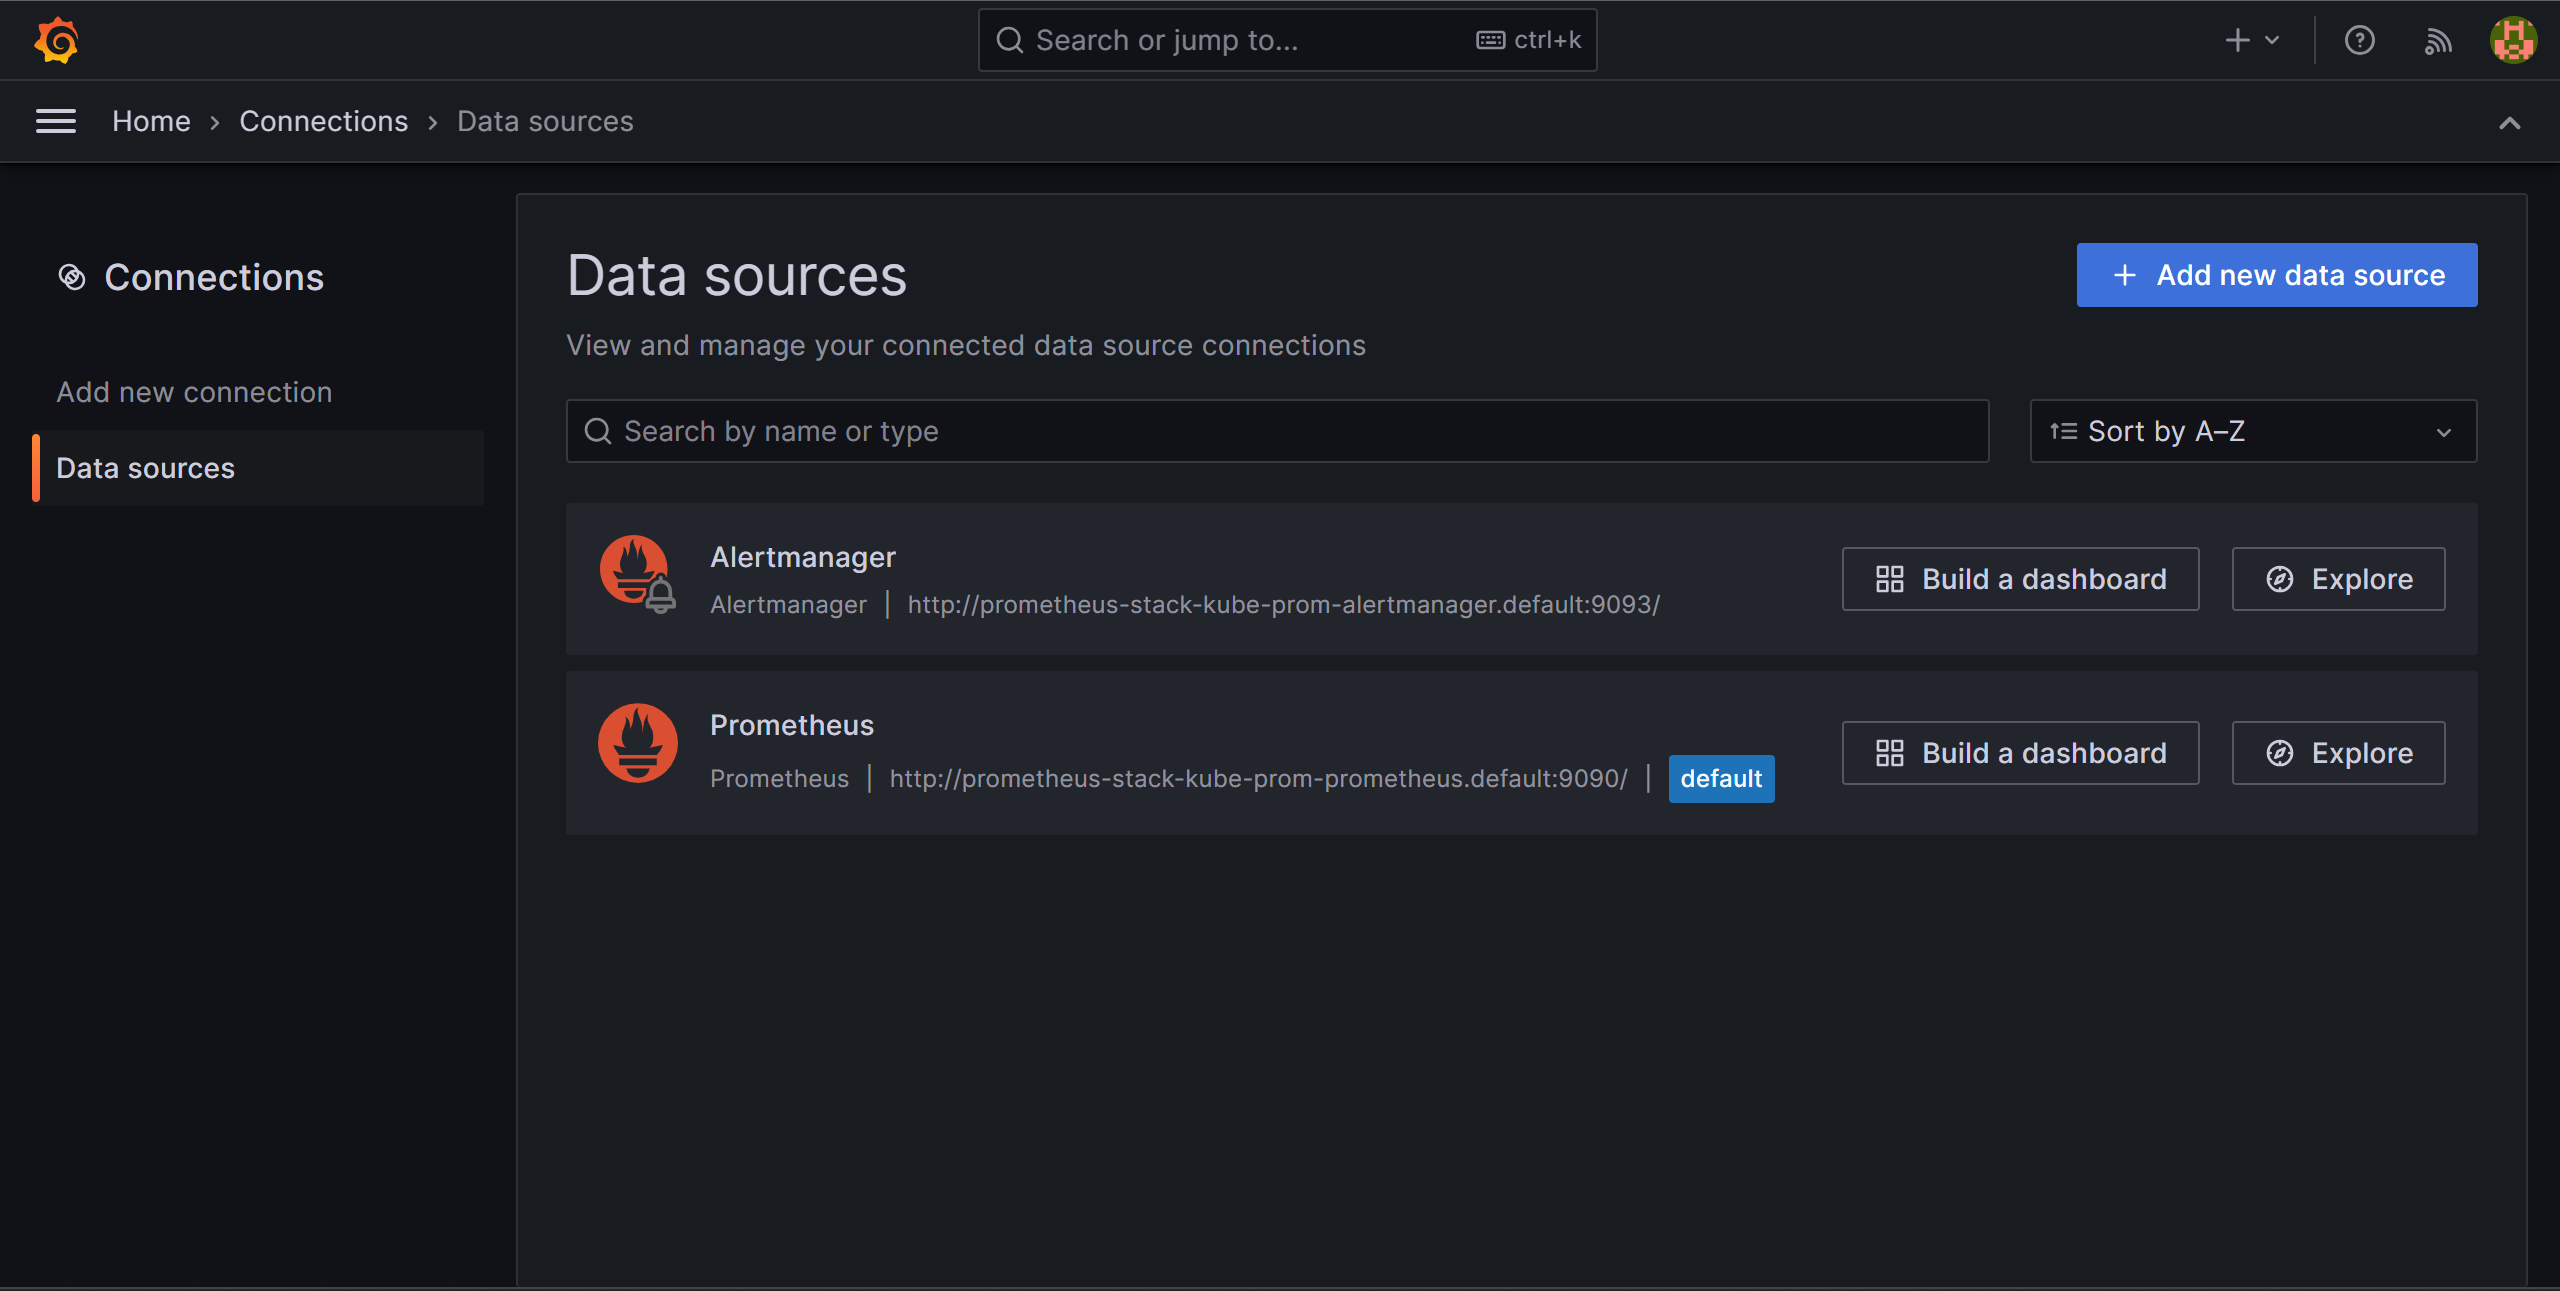 Search or jump to...
ctrl+k
Home › Connections › Data sources
Connections
Add new connection
Data sources
Data sources
Add new data source
View and manage your connected data source connections
Search by name or type
Sort by A–Z
Alertmanager
Alertmanager | http://prometheus-stack-kube-prom-alertmanager.default:9093/
Build a dashboard
Explore
Prometheus
Prometheus | http://prometheus-stack-kube-prom-prometheus.default:9090/ | default
Build a dashboard
Explore